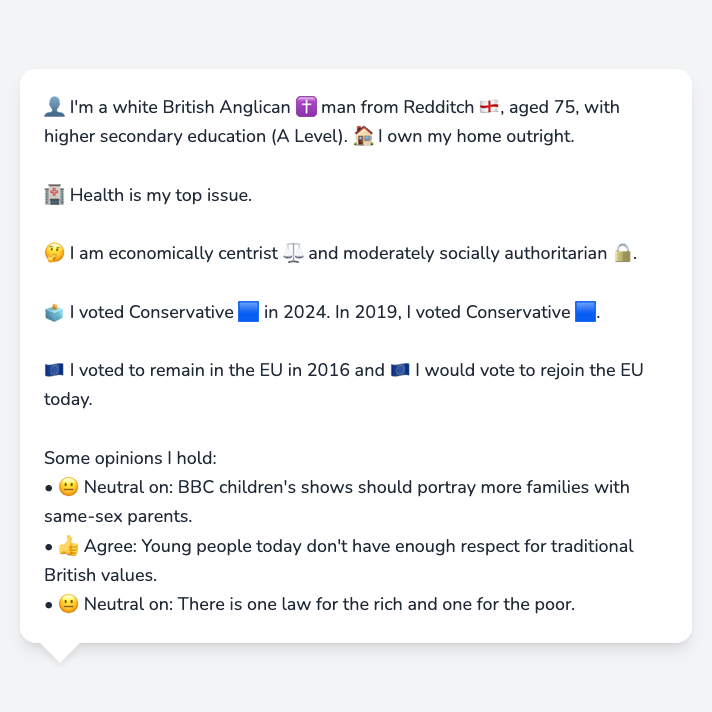 👤 I'm a white British Anglican ✝️ man from Redditch 🏴󠁧󠁢󠁥󠁮󠁧󠁿, aged 75, with
higher secondary education (A Level). 🏠 I own my home outright.
🏥 Health is my top issue.
🤔 I am economically centrist ⚖️ and moderately socially authoritarian 🔒.
🗳️ I voted Conservative 🟦 in 2024. In 2019, I voted Conservative 🟦.
🇪🇺 I voted to remain in the EU in 2016 and 🇪🇺 I would vote to rejoin the EU
today.
Some opinions I hold:
• 😐 Neutral on: BBC children's shows should portray more families with
same-sex parents.
• 👍 Agree: Young people today don't have enough respect for traditional
British values.
• 😐 Neutral on: There is one law for the rich and one for the poor.